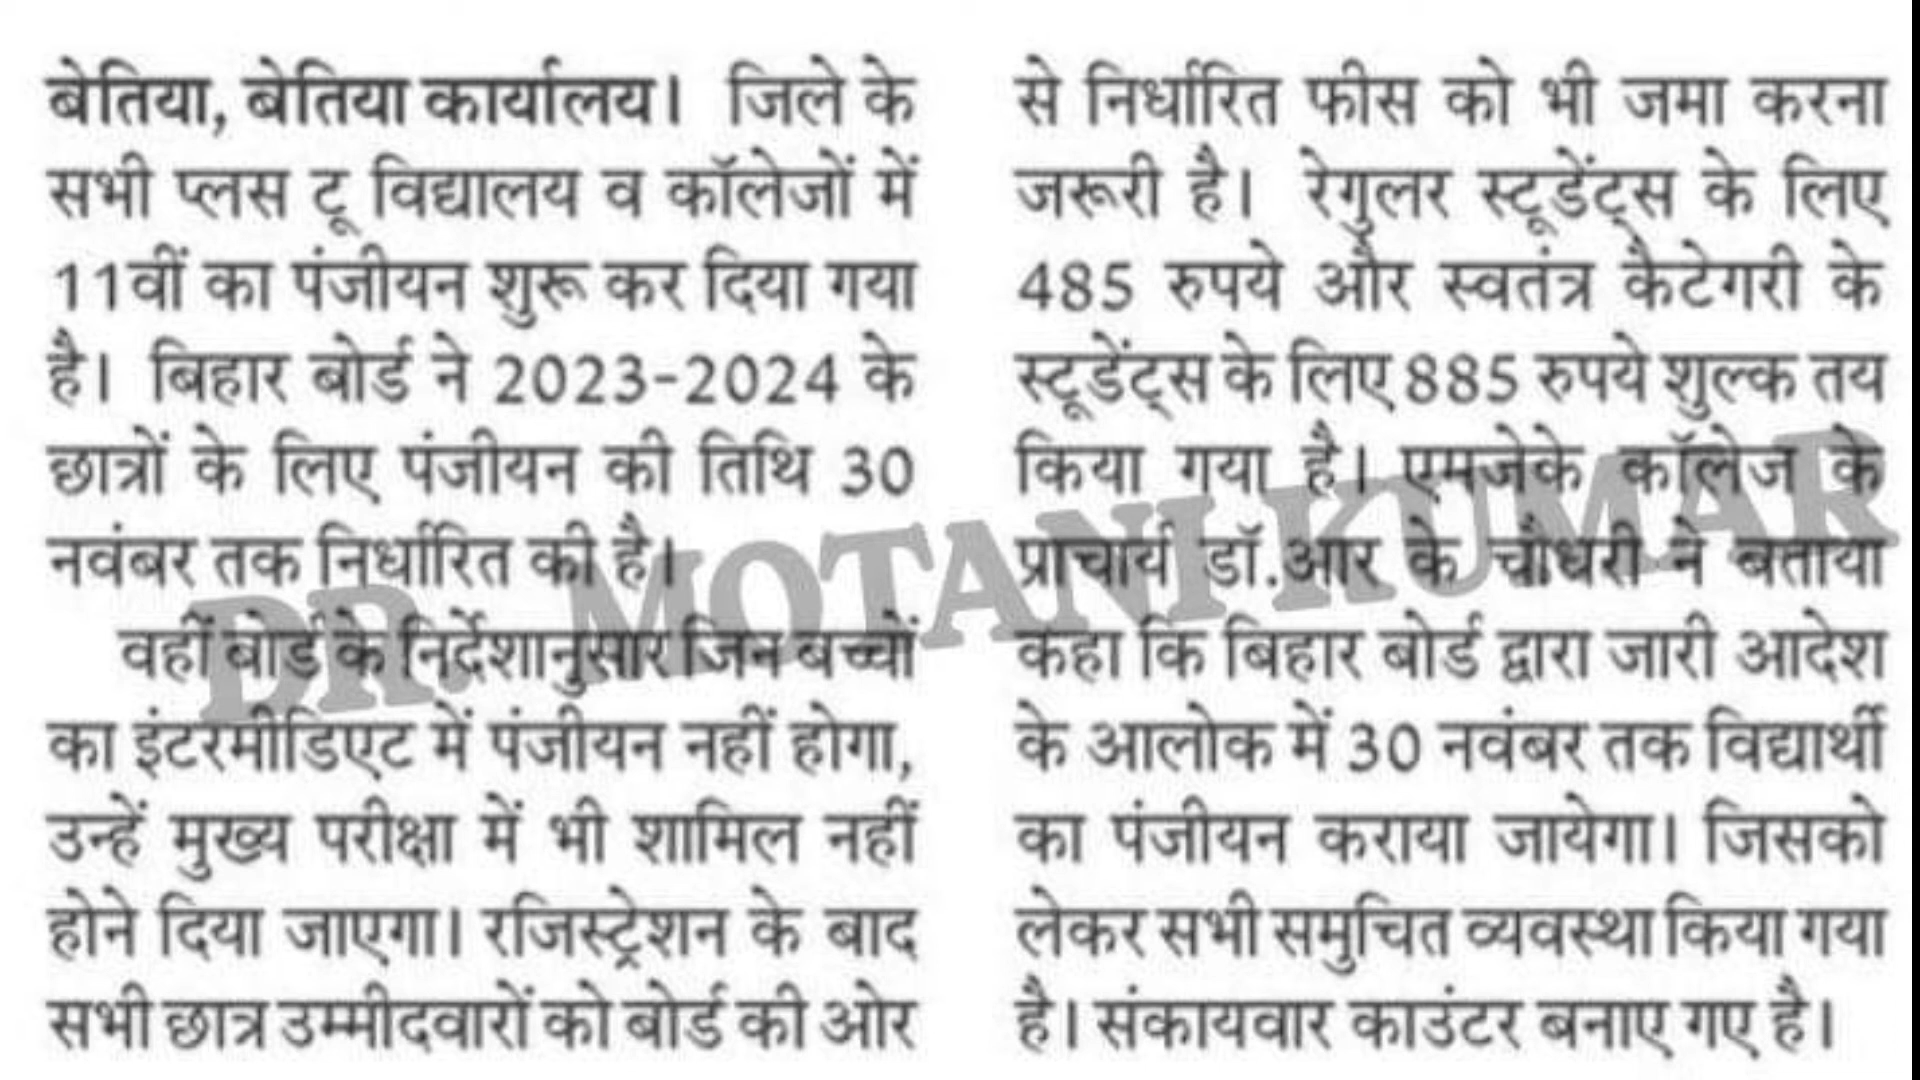 बेतिया, बेतिया कार्यालय। जिले के
सभी प्लस टू विद्यालय व कॉलेजों में
11वीं का पंजीयन शुरू कर दिया गया
है। बिहार बोर्ड ने 2023-2024 के
छात्रों के लिए पंजीयन की तिथि 30
नवंबर तक निर्धारित की है।
वहीं बोर्ड के निर्देशानुसार जिन बच्चों
का इंटरमीडिएट में पंजीयन नहीं होगा,
उन्हें मुख्य परीक्षा में भी शामिल नहीं
होने दिया जाएगा। रजिस्ट्रेशन के बाद
सभी छात्र उम्मीदवारों को बोर्ड की ओर
से निर्धारित फीस को भी जमा करना
जरूरी है। रेगुलर स्टूडेंट्स के लिए
485 रुपये और स्वतंत्र कैटेगरी के
स्टूडेंट्स के लिए 885 रुपये शुल्क तय
किया गया है। एमजेके कॉलेज के
प्राचार्य डॉ.आर के चौधरी ने बताया
कहा कि बिहार बोर्ड द्वारा जारी आदेश
के आलोक में 30 नवंबर तक विद्यार्थी
का पंजीयन कराया जायेगा। जिसको
लेकर सभी समुचित व्यवस्था किया गया
है। संकायवार काउंटर बनाए गए है।
DR. MOTANI KUMAR